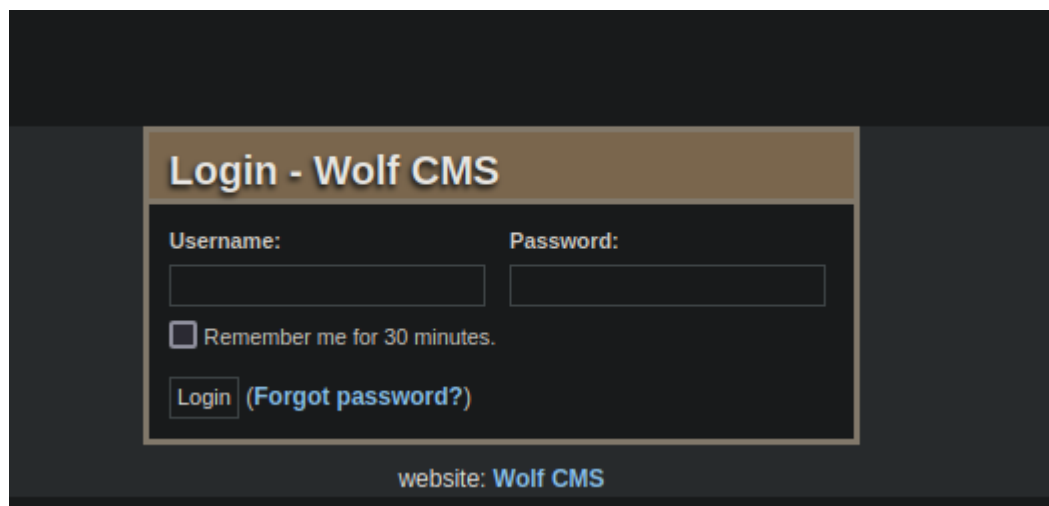 Login - Wolf CMS
Username: Password:
Remember me for 30 minutes.
Login (Forgot password?)
website: Wolf CMS